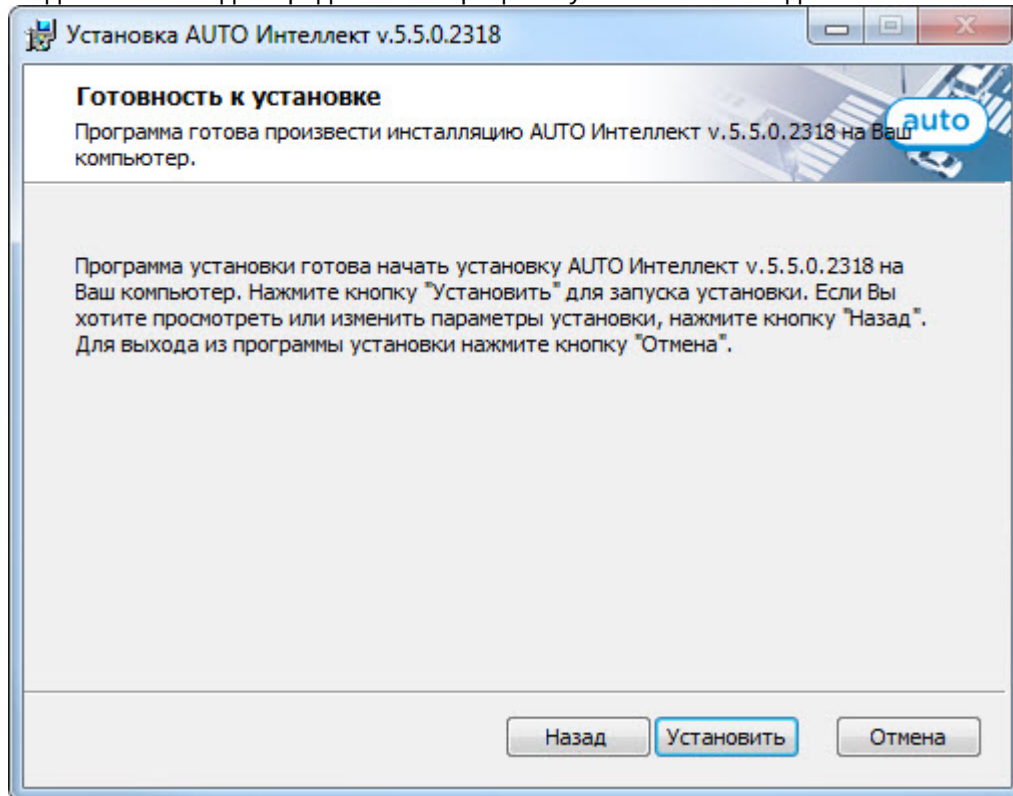 Установка AUTO Интеллект v.5.5.0.2318
Готовность к установке
Программа готова произвести инсталляцию AUTO Интеллект v.5.5.0.2318 на Ваш
компьютер.
auto
Программа установки готова начать установку AUTO Интеллект v.5.5.0.2318 на
Ваш компьютер. Нажмите кнопку "Установить" для запуска установки. Если Вы
хотите просмотреть или изменить параметры установки, нажмите кнопку "Назад".
Для выхода из программы установки нажмите кнопку "Отмена".
Назад
Установить
Отмена